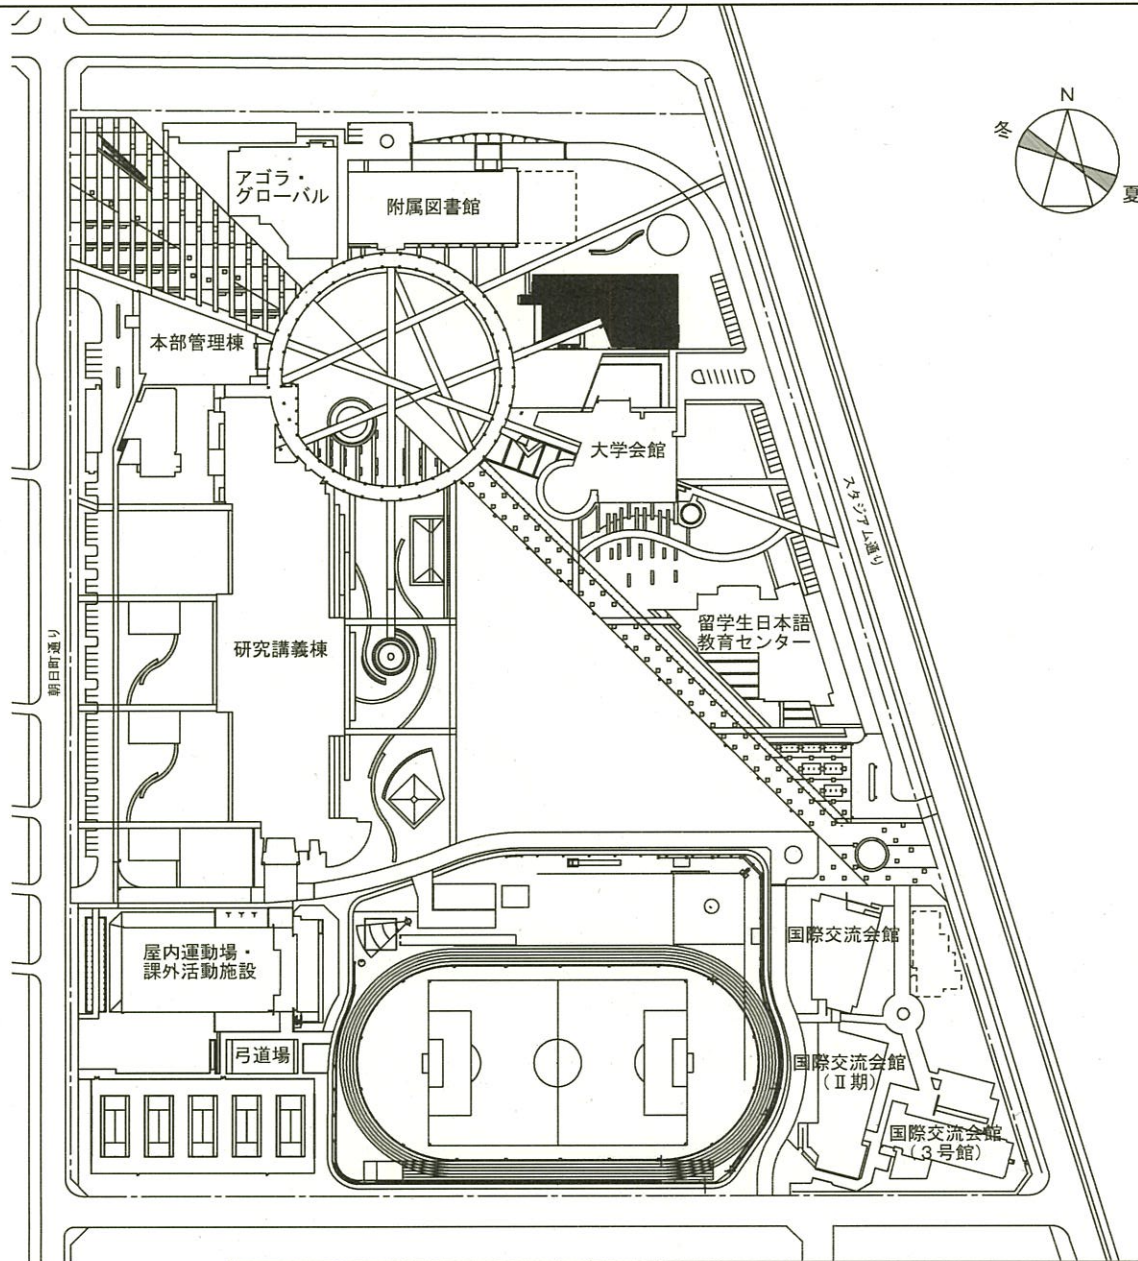 N
冬
夏
アゴラ・
グローバル
附属図書館
本部管理棟
大学会館
スタジアム通り
留学生日本語
教育センター
研究講義棟
朝日町通り
屋内運動場・
課外活動施設
国際交流会館
弓道場
国際交流会館
(Ⅱ期)
国際交流会館
(3号館)